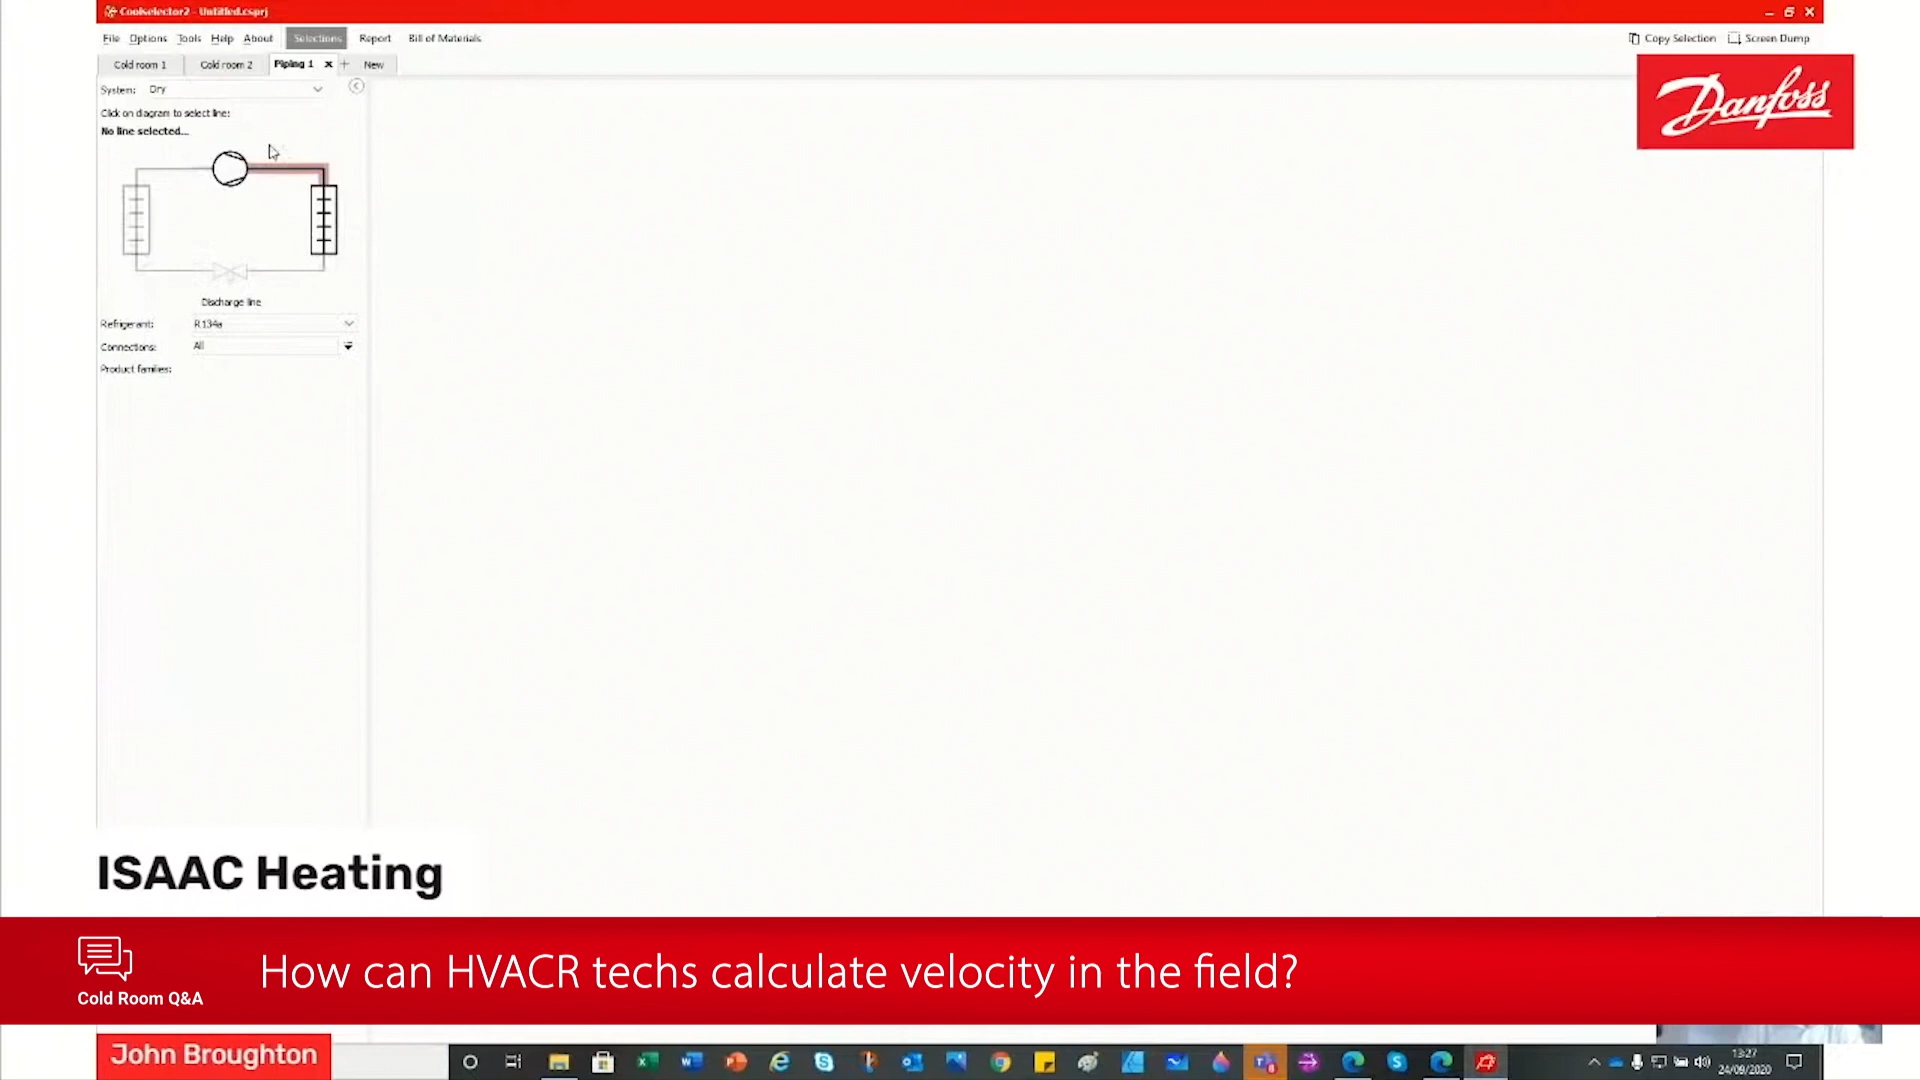 Coolselector2 - Untitled.csprj
File Options Tools Help About Selections Report Bill of Materials
Copy Selection Screen Dump
Cold room 1 Cold room 2 Piping 1 x + New
System: Dry
Click on diagram to select line:
No line selected...
Discharge line
Refrigerant: R134a
Connections: All
Product families:
Danfoss
ISAAC Heating
Cold Room Q&A
How can HVACR techs calculate velocity in the field?
John Broughton
13:27
24/09/2020